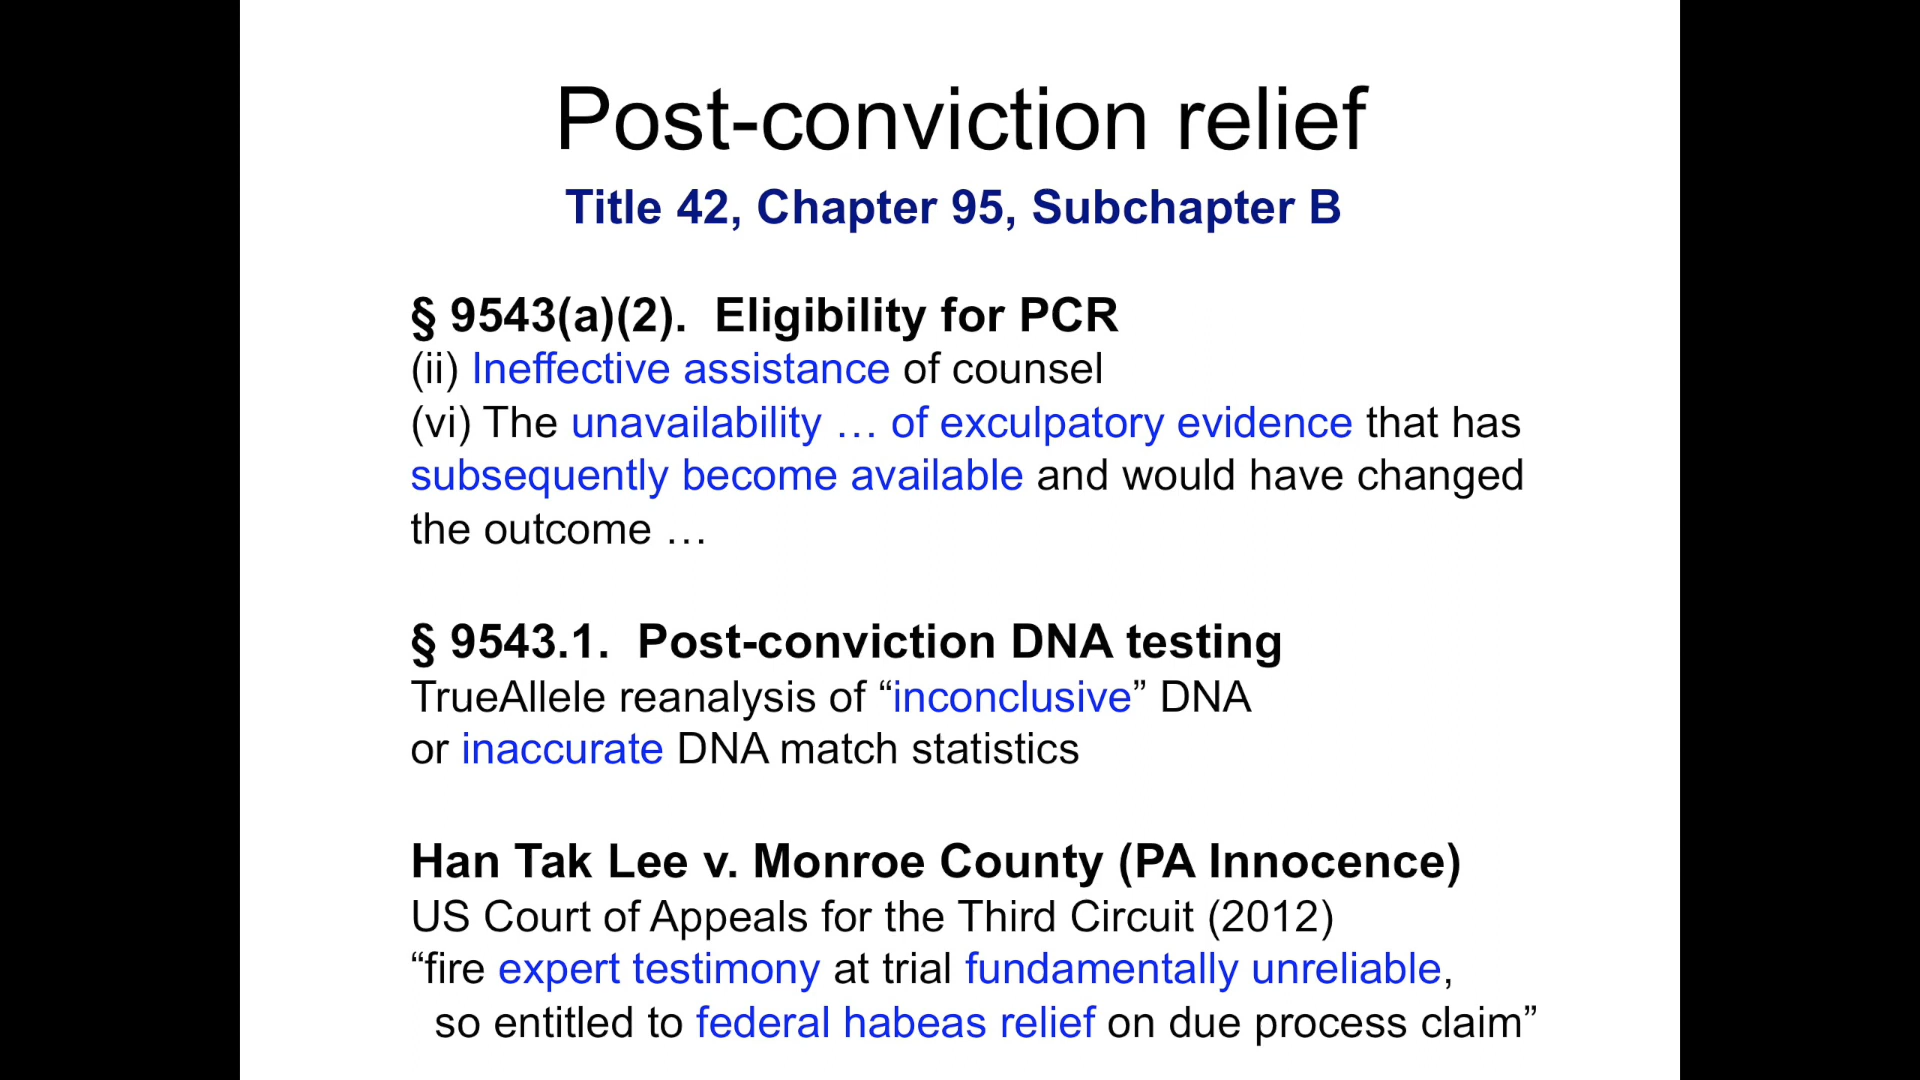 Post-conviction relief
Title 42, Chapter 95, Subchapter B
§ 9543(a)(2).  Eligibility for PCR
(ii) Ineffective assistance of counsel
(vi) The unavailability … of exculpatory evidence that has
subsequently become available and would have changed
the outcome …
§ 9543.1.  Post-conviction DNA testing
TrueAllele reanalysis of “inconclusive” DNA
or inaccurate DNA match statistics
Han Tak Lee v. Monroe County (PA Innocence)
US Court of Appeals for the Third Circuit (2012)
“fire expert testimony at trial fundamentally unreliable,
so entitled to federal habeas relief on due process claim”